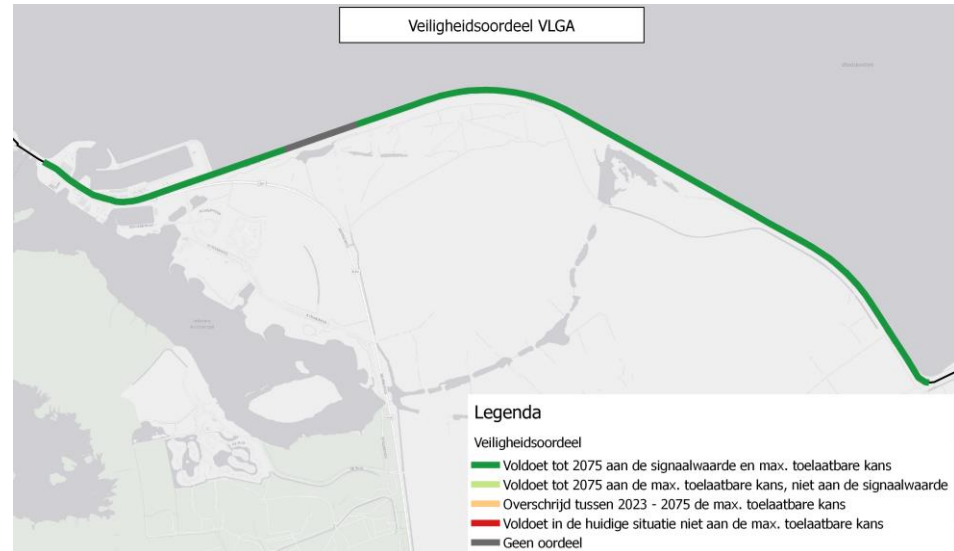 Veiligheidsoordeel VLGA
Legenda
Veiligheidsoordeel
Voldoet tot 2075 aan de signaalwaarde en max. toelaatbare kans
Voldoet tot 2075 aan de max. toelaatbare kans, niet aan de signaalwaarde
Overschrijd tussen 2023 - 2075 de max. toelaatbare kans
Voldoet in de huidige situatie niet aan de max. toelaatbare kans
Geen oordeel